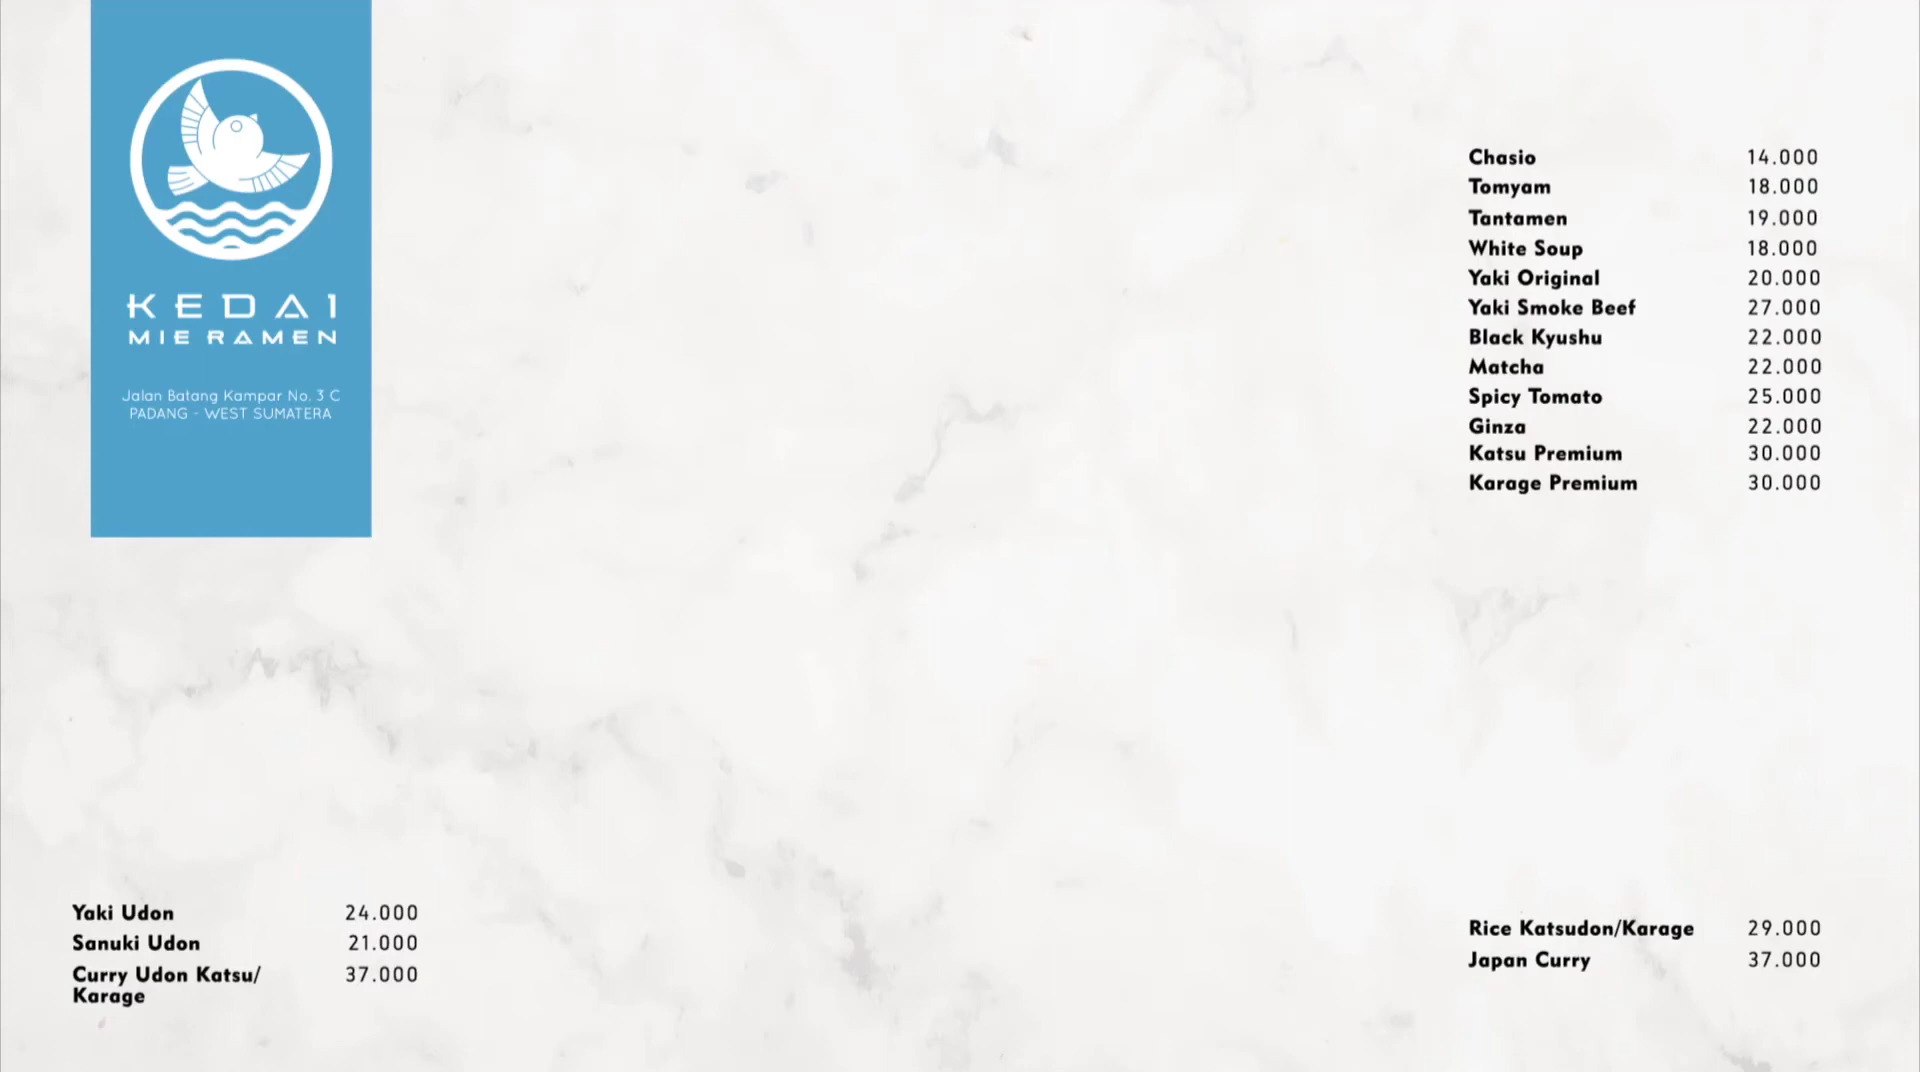 KEDAI
MIE RAMEN
Jalan Batang Kampar No. 3 C
PADANG - WEST SUMATERA
Chasio 14.000
Tomyam 18.000
Tantamen 19.000
White Soup 18.000
Yaki Original 20.000
Yaki Smoke Beef 27.000
Black Kyushu 22.000
Matcha 22.000
Spicy Tomato 25.000
Ginza 22.000
Katsu Premium 30.000
Karage Premium 30.000
Yaki Udon 24.000
Sanuki Udon 21.000
Curry Udon Katsu/ 37.000
Karage
Rice Katsudon/Karage 29.000
Japan Curry 37.000